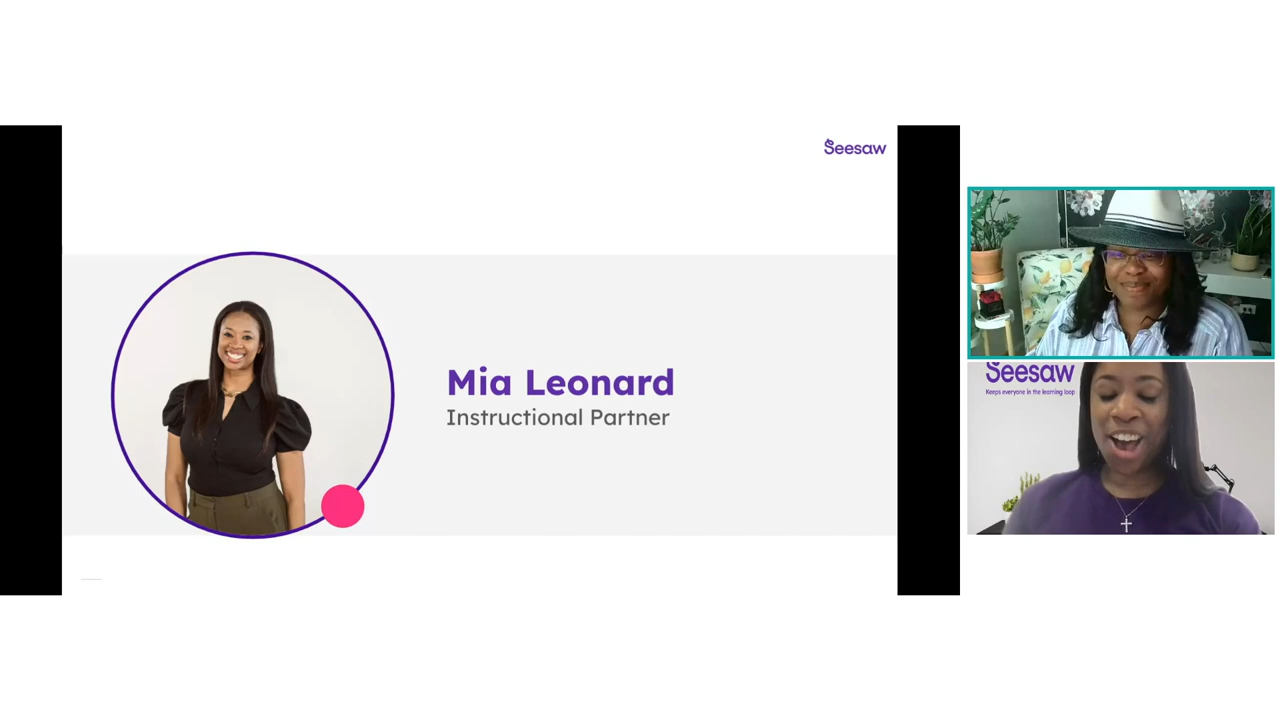 Seesaw
Mia Leonard
Instructional Partner
Seesaw
Keeps everyone in the learning loop